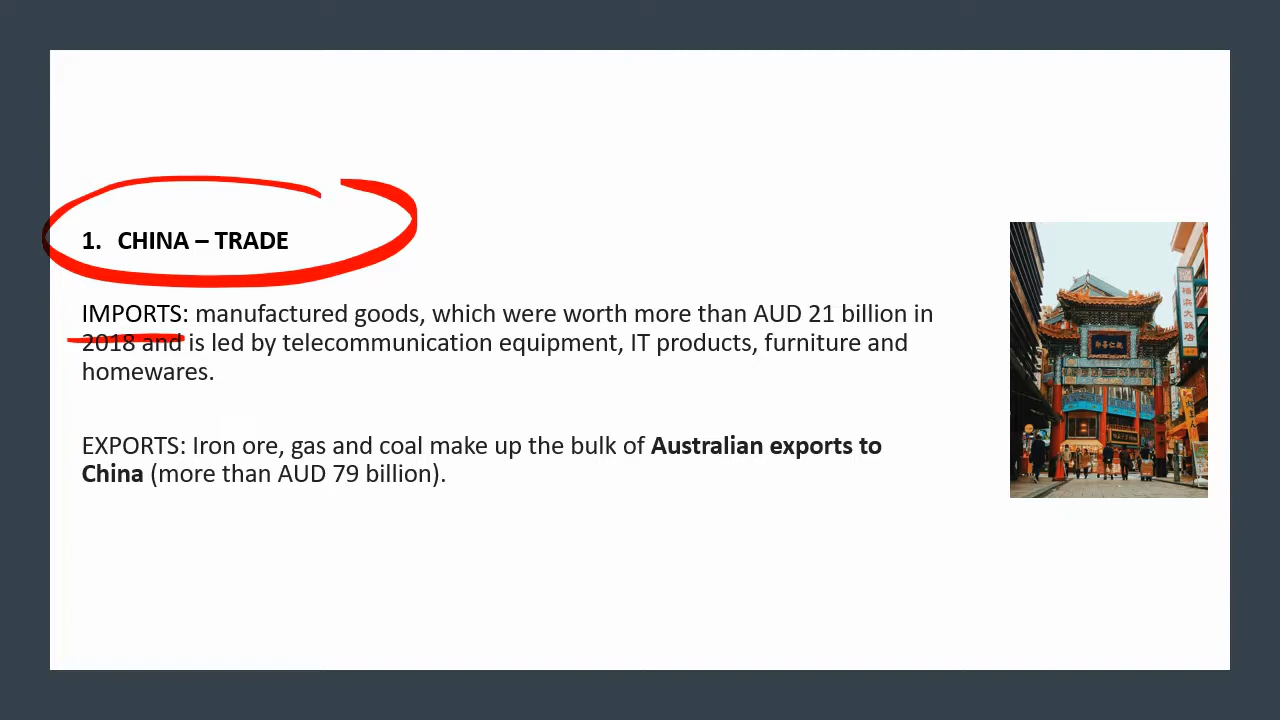 1. CHINA – TRADE
IMPORTS: manufactured goods, which were worth more than AUD 21 billion in
2018 and is led by telecommunication equipment, IT products, furniture and
homewares.
EXPORTS: Iron ore, gas and coal make up the bulk of Australian exports to
China (more than AUD 79 billion).